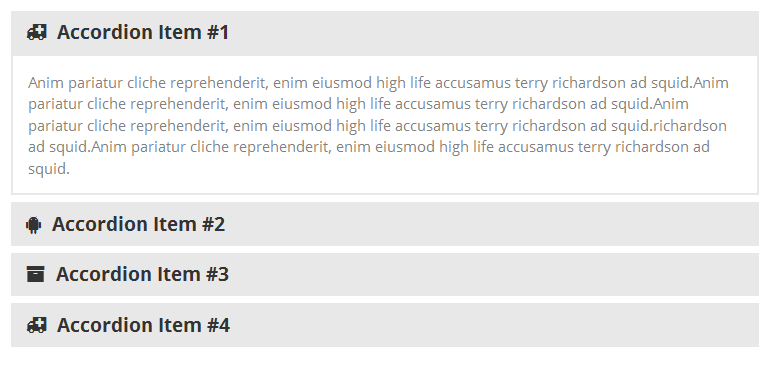 Accordion Item #1
Anim pariatur cliche reprehenderit, enim eiusmod high life accusamus terry richardson ad squid.Anim
pariatur cliche reprehenderit, enim eiusmod high life accusamus terry richardson ad squid.Anim
pariatur cliche reprehenderit, enim eiusmod high life accusamus terry richardson ad squid.richardson
ad squid.Anim pariatur cliche reprehenderit, enim eiusmod high life accusamus terry richardson ad
squid.
Accordion Item #2
Accordion Item #3
Accordion Item #4